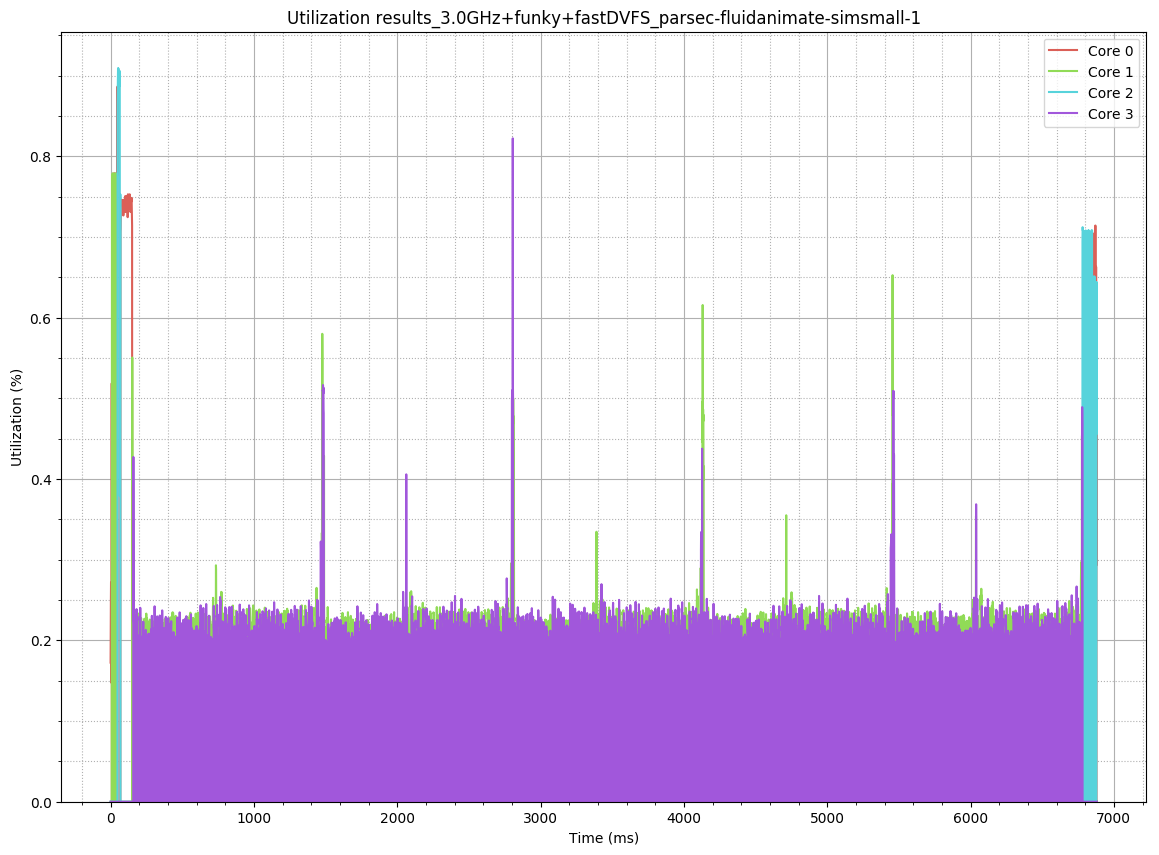 Utilization results_3.0GHz+funky+fastDVFS_parsec-fluidanimate-simsmall-1
Core 0
Core 1
Core 2
Core 3
Utilization (%)
0.8
0.6
0.4
0.2
0.0
0 1000 2000 3000 4000 5000 6000 7000
Time (ms)